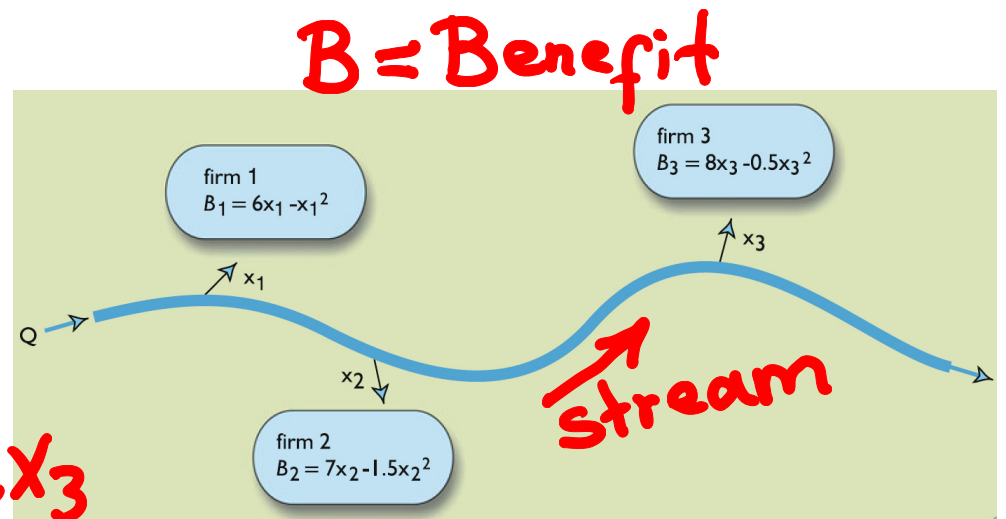 B = Benefit
firm 3
B₃ = 8x₃ -0.5x₃²
firm 1
B₁ = 6x₁ -x₁²
x₃
x₁
Q
x₂
stream
firm 2
B₂ = 7x₂ -1.5x₂²
X₃